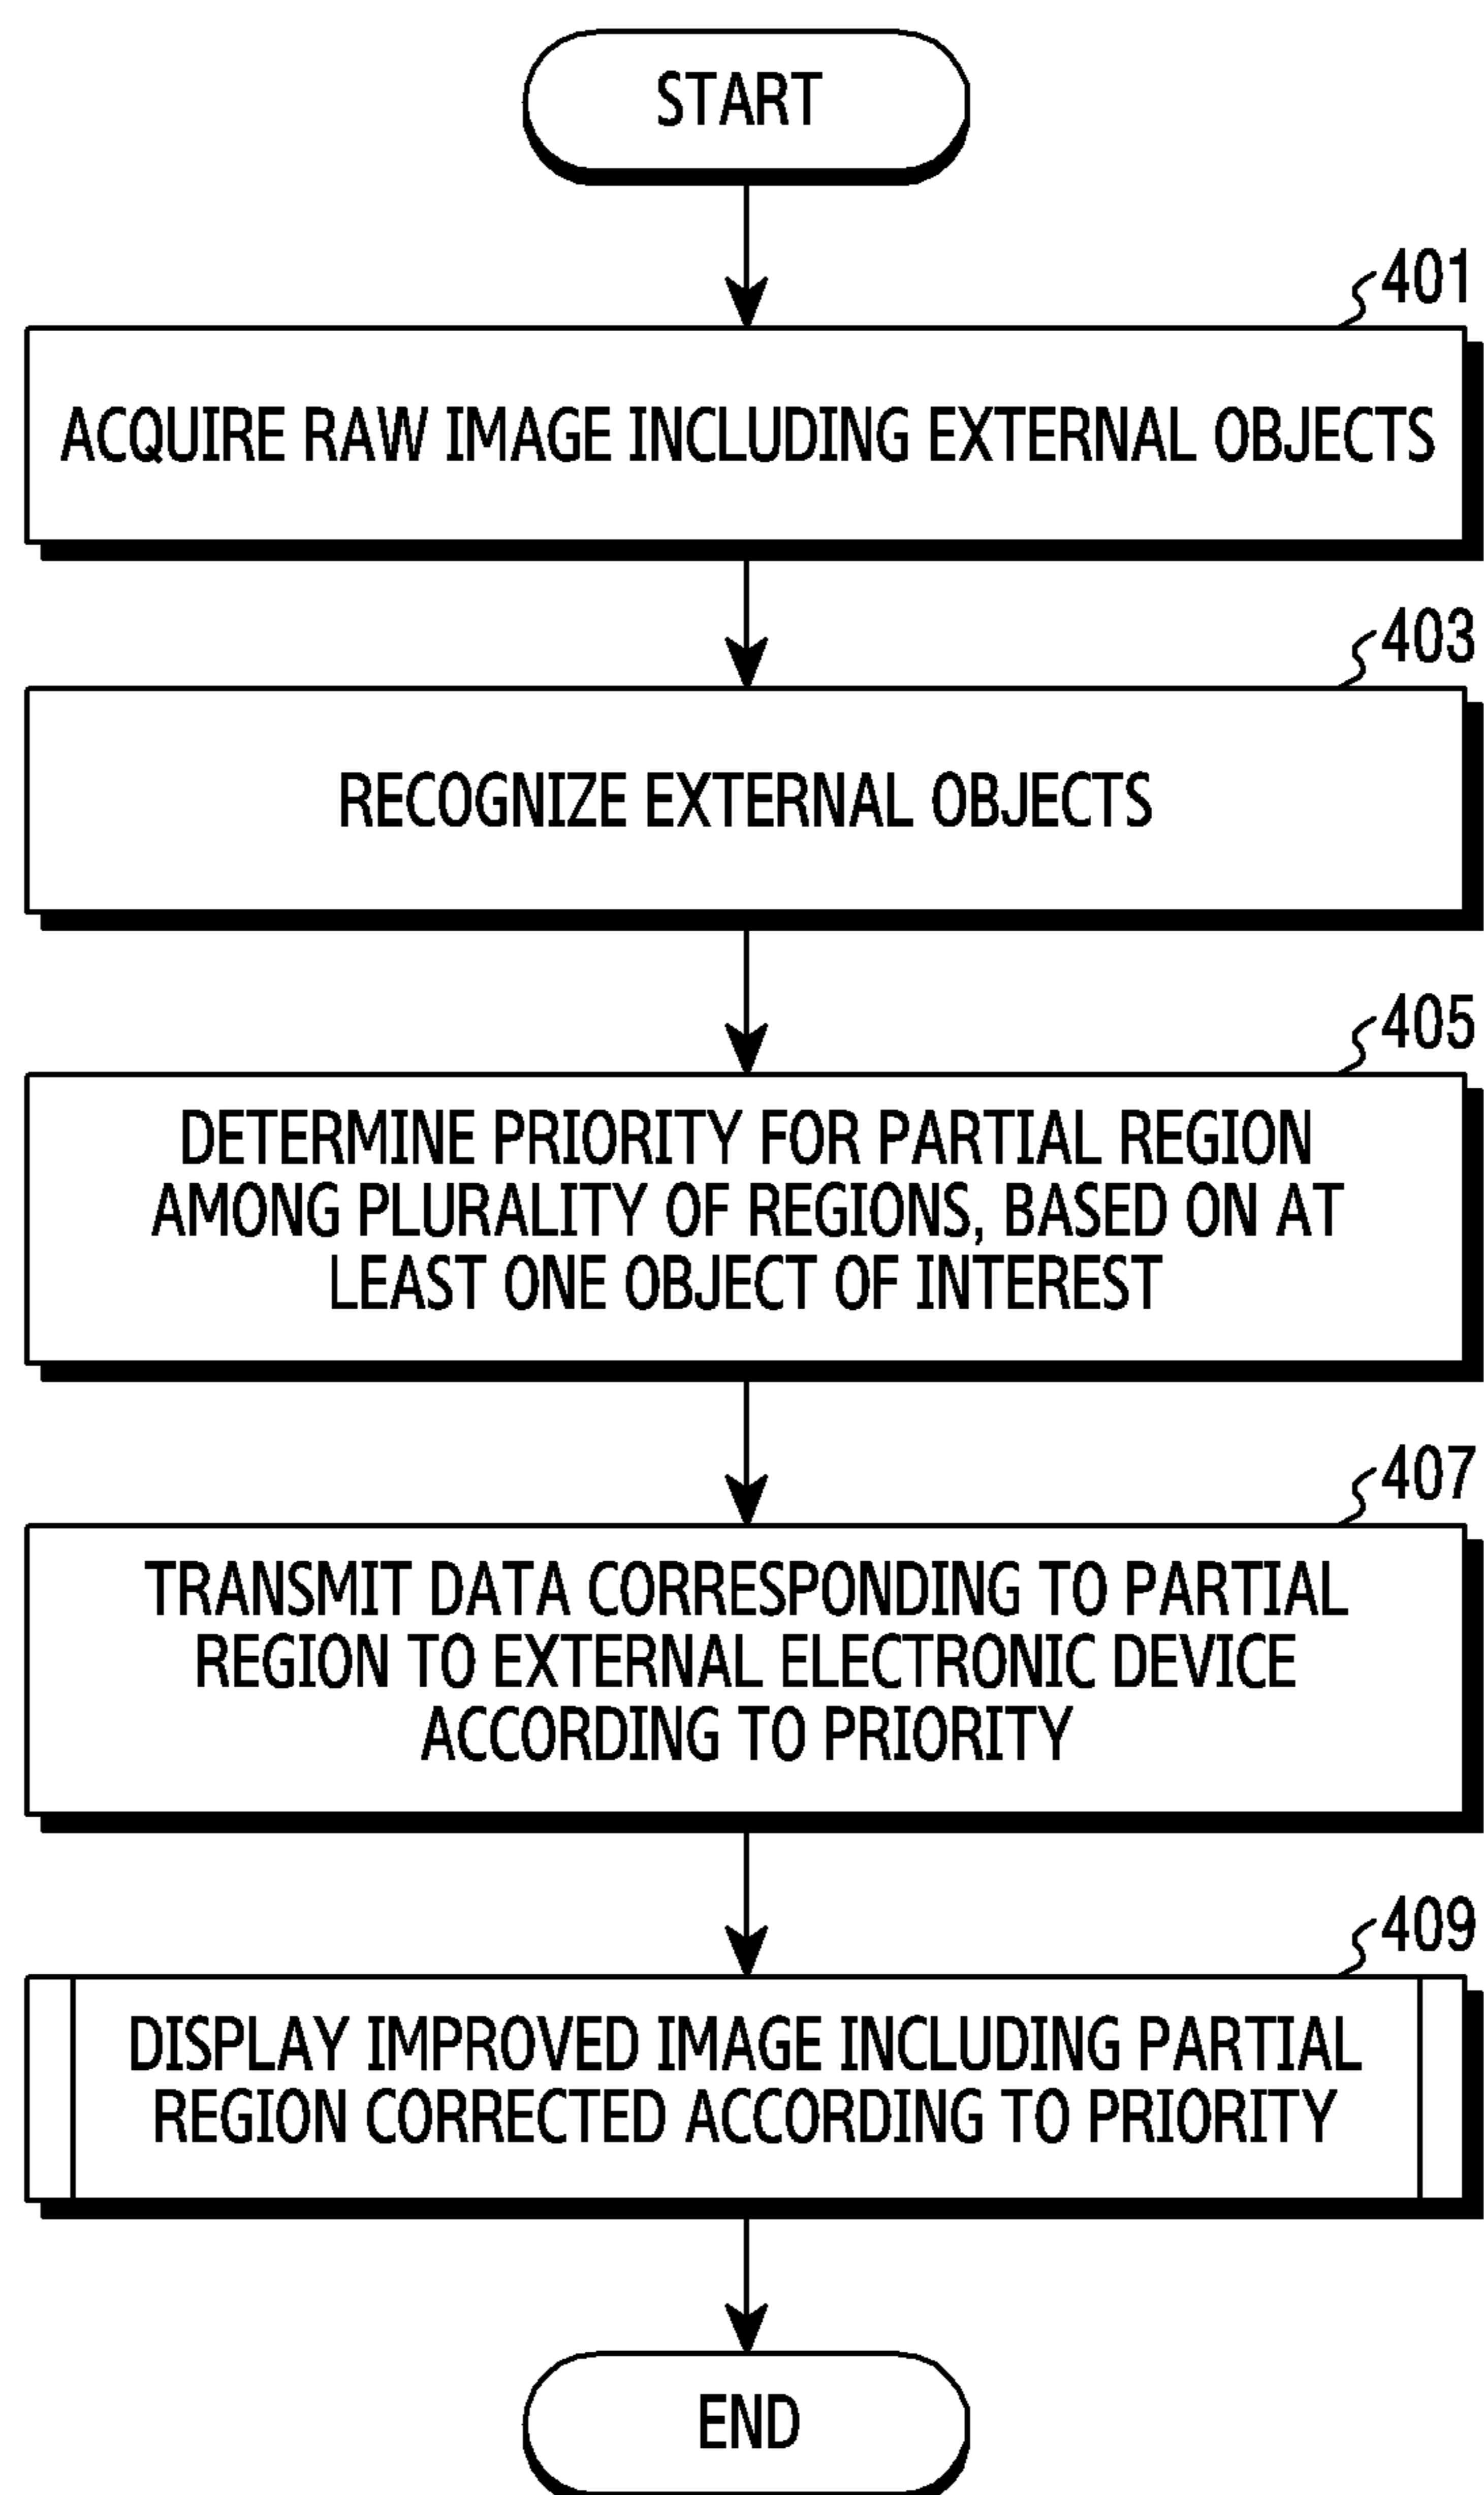 START
401
ACQUIRE RAW IMAGE INCLUDING EXTERNAL OBJECTS
403
RECOGNIZE EXTERNAL OBJECTS
405
DETERMINE PRIORITY FOR PARTIAL REGION
AMONG PLURALITY OF REGIONS, BASED ON AT
LEAST ONE OBJECT OF INTEREST
407
TRANSMIT DATA CORRESPONDING TO PARTIAL
REGION TO EXTERNAL ELECTRONIC DEVICE
ACCORDING TO PRIORITY
409
DISPLAY IMPROVED IMAGE INCLUDING PARTIAL
REGION CORRECTED ACCORDING TO PRIORITY
END